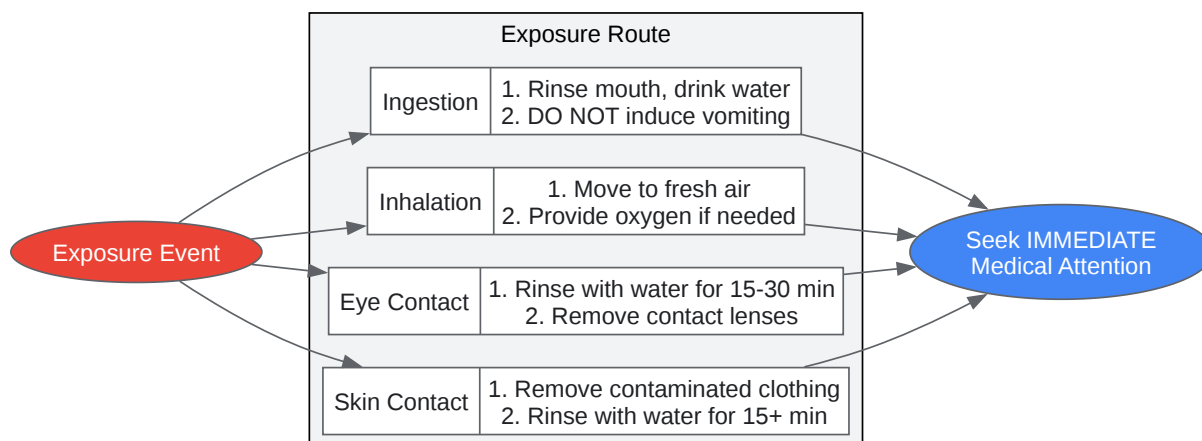 Exposure Route
Ingestion
1. Rinse mouth, drink water
2. DO NOT induce vomiting
Inhalation
1. Move to fresh air
2. Provide oxygen if needed
Exposure Event
Seek IMMEDIATE
Medical Attention
Eye Contact
1. Rinse with water for 15-30 min
2. Remove contact lenses
Skin Contact
1. Remove contaminated clothing
2. Rinse with water for 15+ min